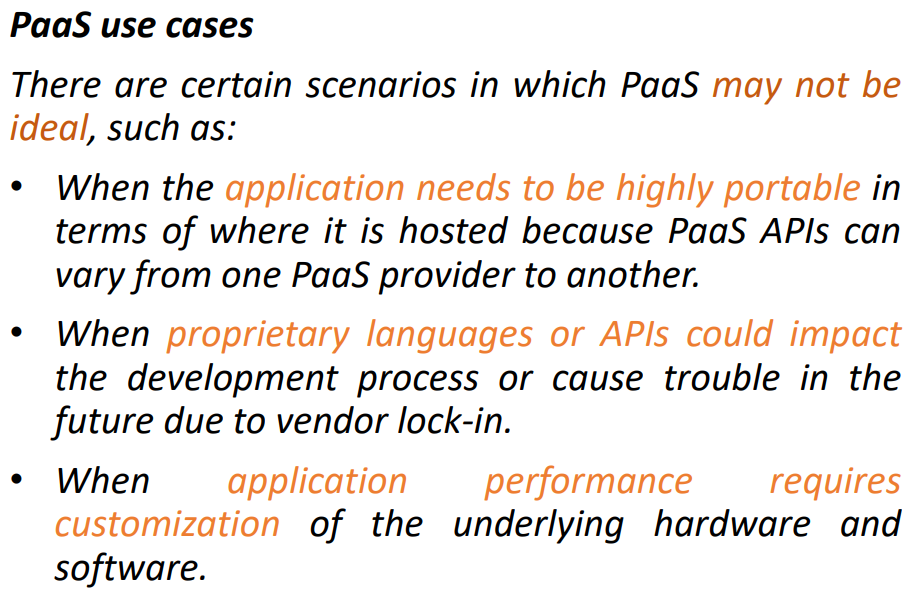 PaaS use cases
There are certain scenarios in which PaaS may not be
ideal, such as:
• When the application needs to be highly portable in
terms of where it is hosted because PaaS APIs can
vary from one PaaS provider to another.
• When proprietary languages or APIs could impact
the development process or cause trouble in the
future due to vendor lock-in.
• When application performance requires
customization of the underlying hardware and
software.